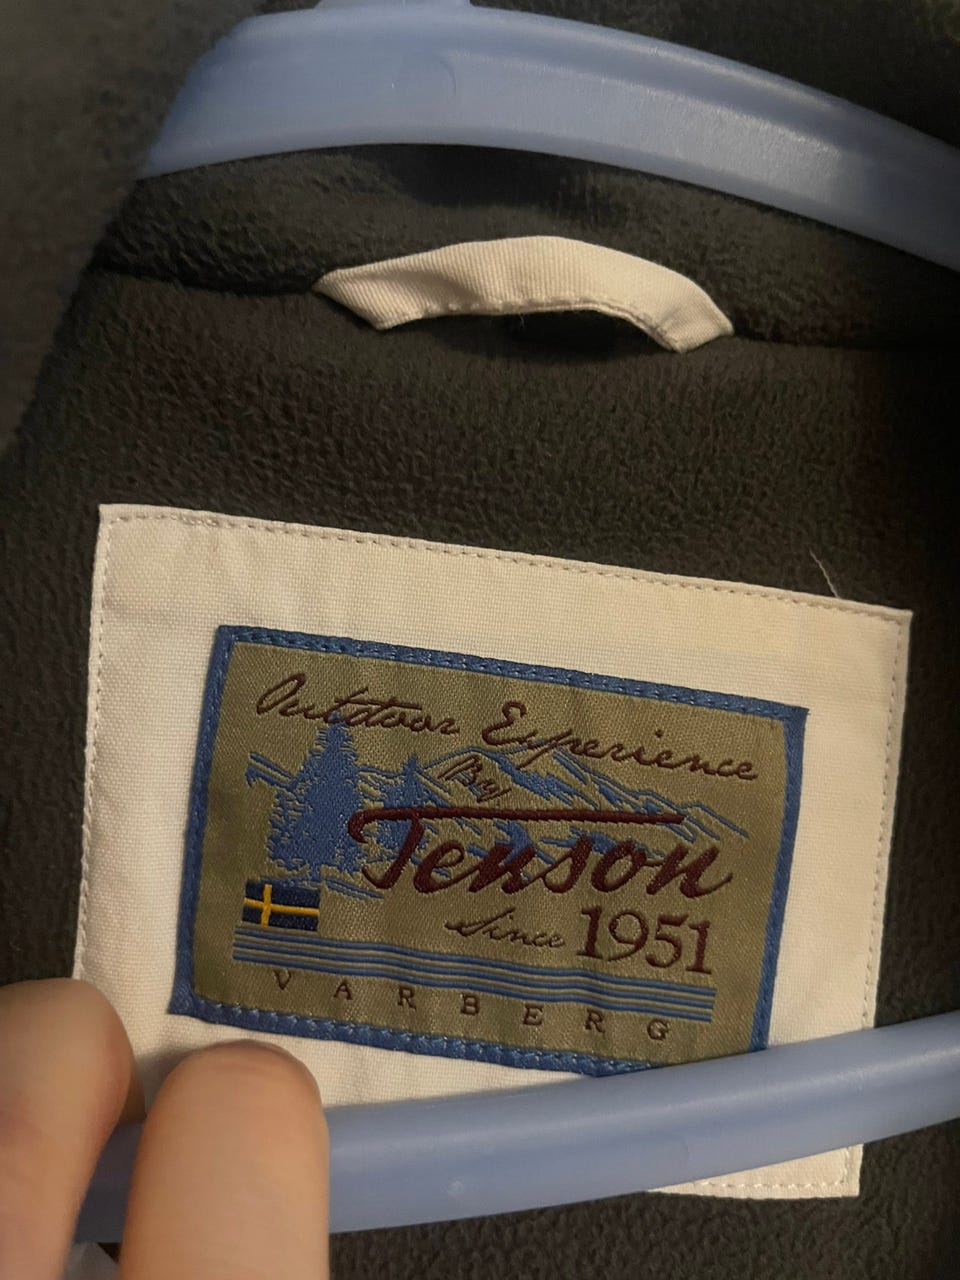 Outdoor Experience
By
Tenson
Since 1951
VARBERG